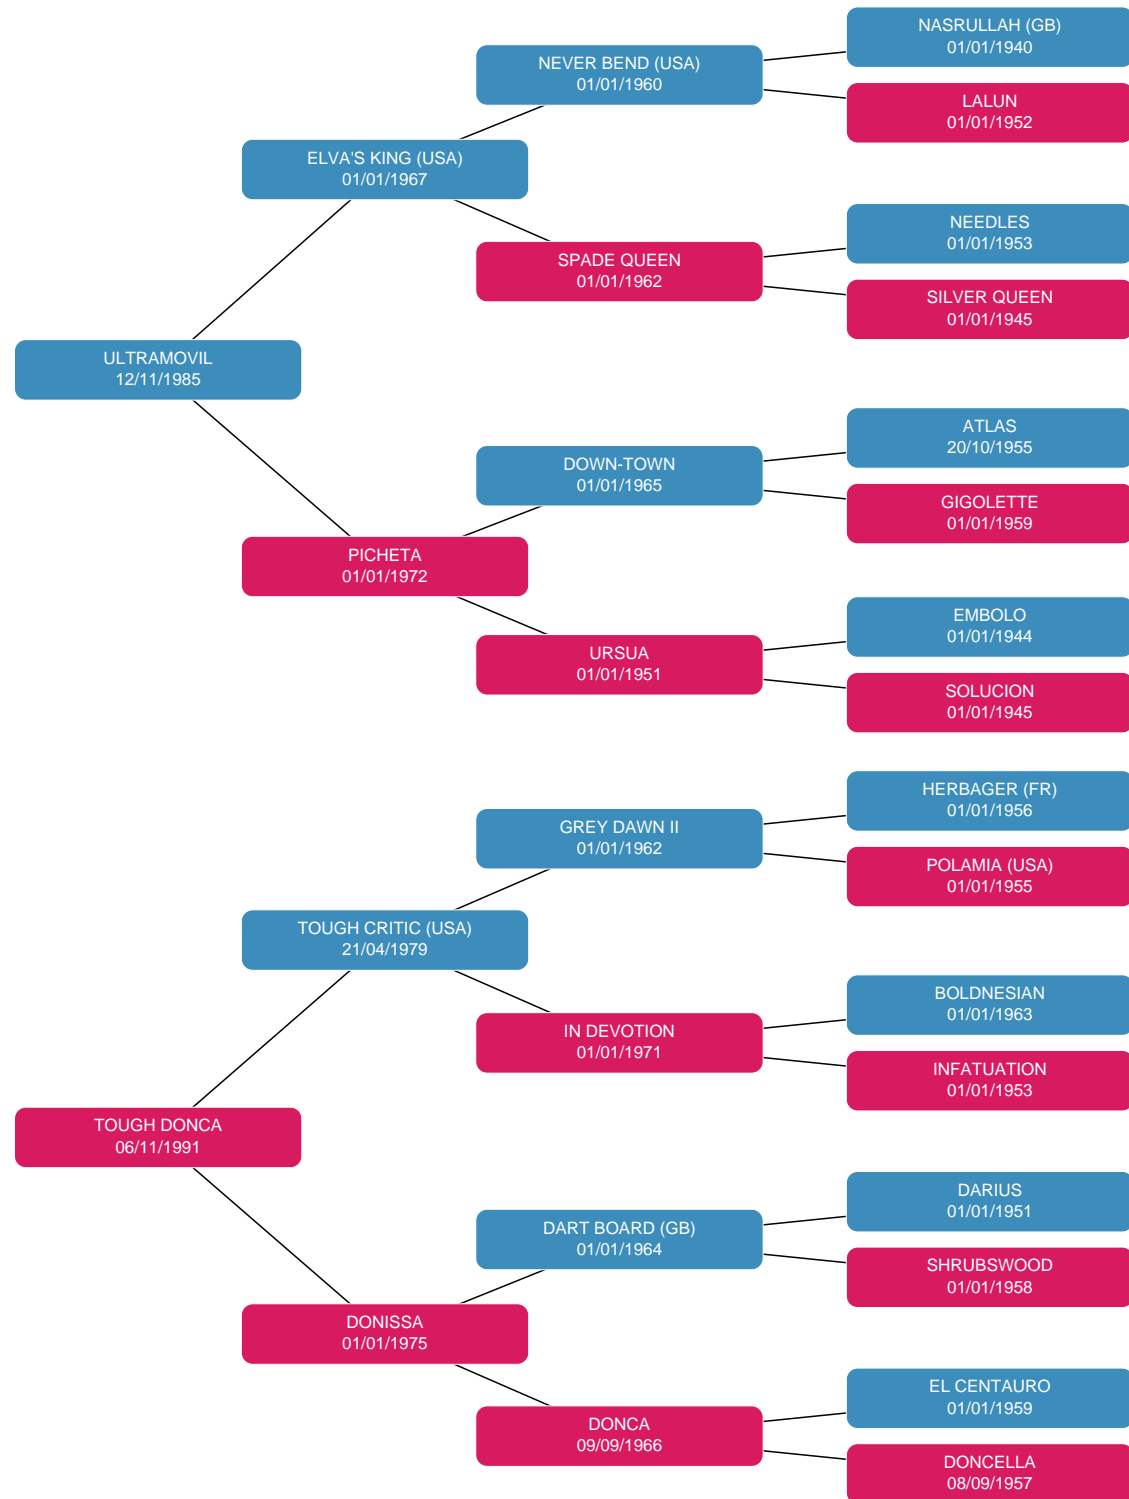 NASRULLAH (GB)
01/01/1940
NEVER BEND (USA)
01/01/1960
LALUN
01/01/1952
ELVA'S KING (USA)
01/01/1967
NEEDLES
01/01/1953
SPADE QUEEN
01/01/1962
SILVER QUEEN
01/01/1945
ULTRAMOVIL
12/11/1985
ATLAS
20/10/1955
DOWN-TOWN
01/01/1965
GIGOLETTE
01/01/1959
PICHETA
01/01/1972
EMBOLO
01/01/1944
URSUA
01/01/1951
SOLUCION
01/01/1945
HERBAGER (FR)
01/01/1956
GREY DAWN II
01/01/1962
POLAMIA (USA)
01/01/1955
TOUGH CRITIC (USA)
21/04/1979
BOLDNESIAN
01/01/1963
IN DEVOTION
01/01/1971
INFATUATION
01/01/1953
TOUGH DONCA
06/11/1991
DARIUS
01/01/1951
DART BOARD (GB)
01/01/1964
SHRUBSWOOD
01/01/1958
DONISSA
01/01/1975
EL CENTAURO
01/01/1959
DONCA
09/09/1966
DONCELLA
08/09/1957